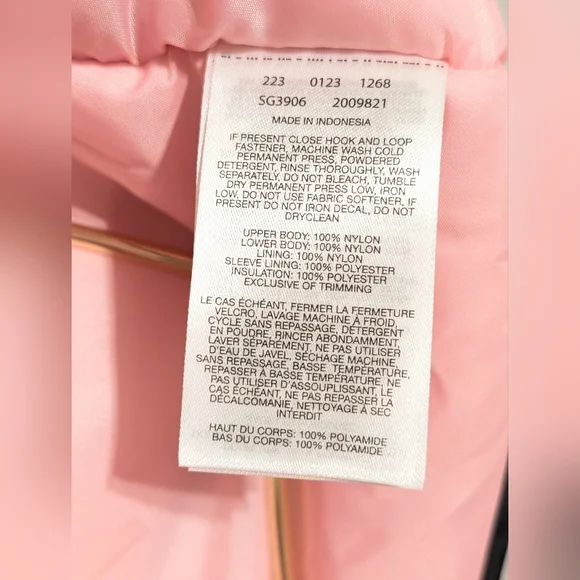 223 0123 1268
SG3906 2009821
MADE IN INDONESIA
IF PRESENT CLOSE HOOK AND LOOP
FASTENER, MACHINE WASH COLD
PERMANENT PRESS, POWDERED
DETERGENT, RINSE THOROUGHLY, WASH
SEPARATELY, DO NOT BLEACH, TUMBLE
DRY PERMANENT PRESS LOW, IRON
LOW, DO NOT USE FABRIC SOFTENER, IF
PRESENT DO NOT IRON DECAL, DO NOT
DRYCLEAN
UPPER BODY: 100% NYLON
LOWER BODY: 100% NYLON
LINING: 100% NYLON
SLEEVE LINING: 100% POLYESTER
INSULATION: 100% POLYESTER
EXCLUSIVE OF TRIMMING
LE CAS ÉCHÉANT, FERMER LA FERMETURE
VELCRO, LAVAGE MACHINE À FROID,
CYCLE SANS REPASSAGE, DÉTERGENT
EN POUDRE, RINCER ABONDAMMENT,
LAVER SÉPAREMENT, NE PAS UTILISER
D'EAU DE JAVEL, SÉCHAGE MACHINE,
SANS REPASSAGE, BASSE TEMPÉRATURE,
REPASSER À BASSE TEMPÉRATURE, NE
PAS UTILISER D'ASSOUPLISSANT, LE
CAS ÉCHÉANT, NE PAS REPASSER LA
DÉCALCOMANIE, NETTOYAGE À SEC
INTERDIT
HAUT DU CORPS: 100% POLYAMIDE
BAS DU CORPS: 100% POLYAMIDE